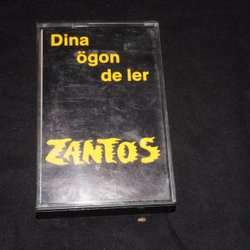 Dina
ögon
de ler
ZANTOS